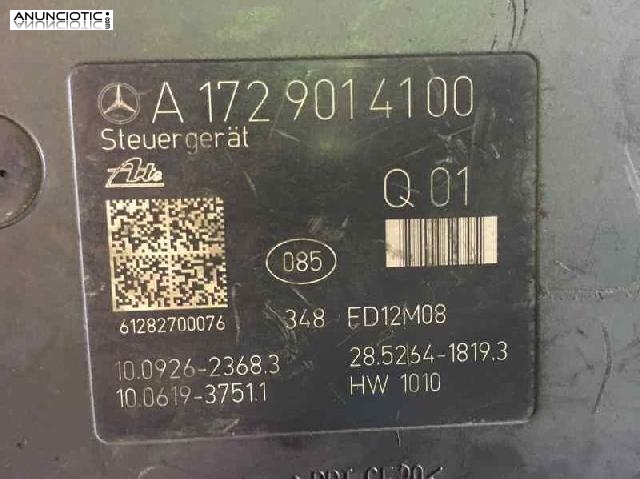 ANUNCIOTIC.com
A 172 901 41 00
Steuergerät
Ate
Q 01
085
61282700076
348 ED12M08
10.0926-2368.3 28.5264-1819.3
10.0619-3751.1 HW 1010